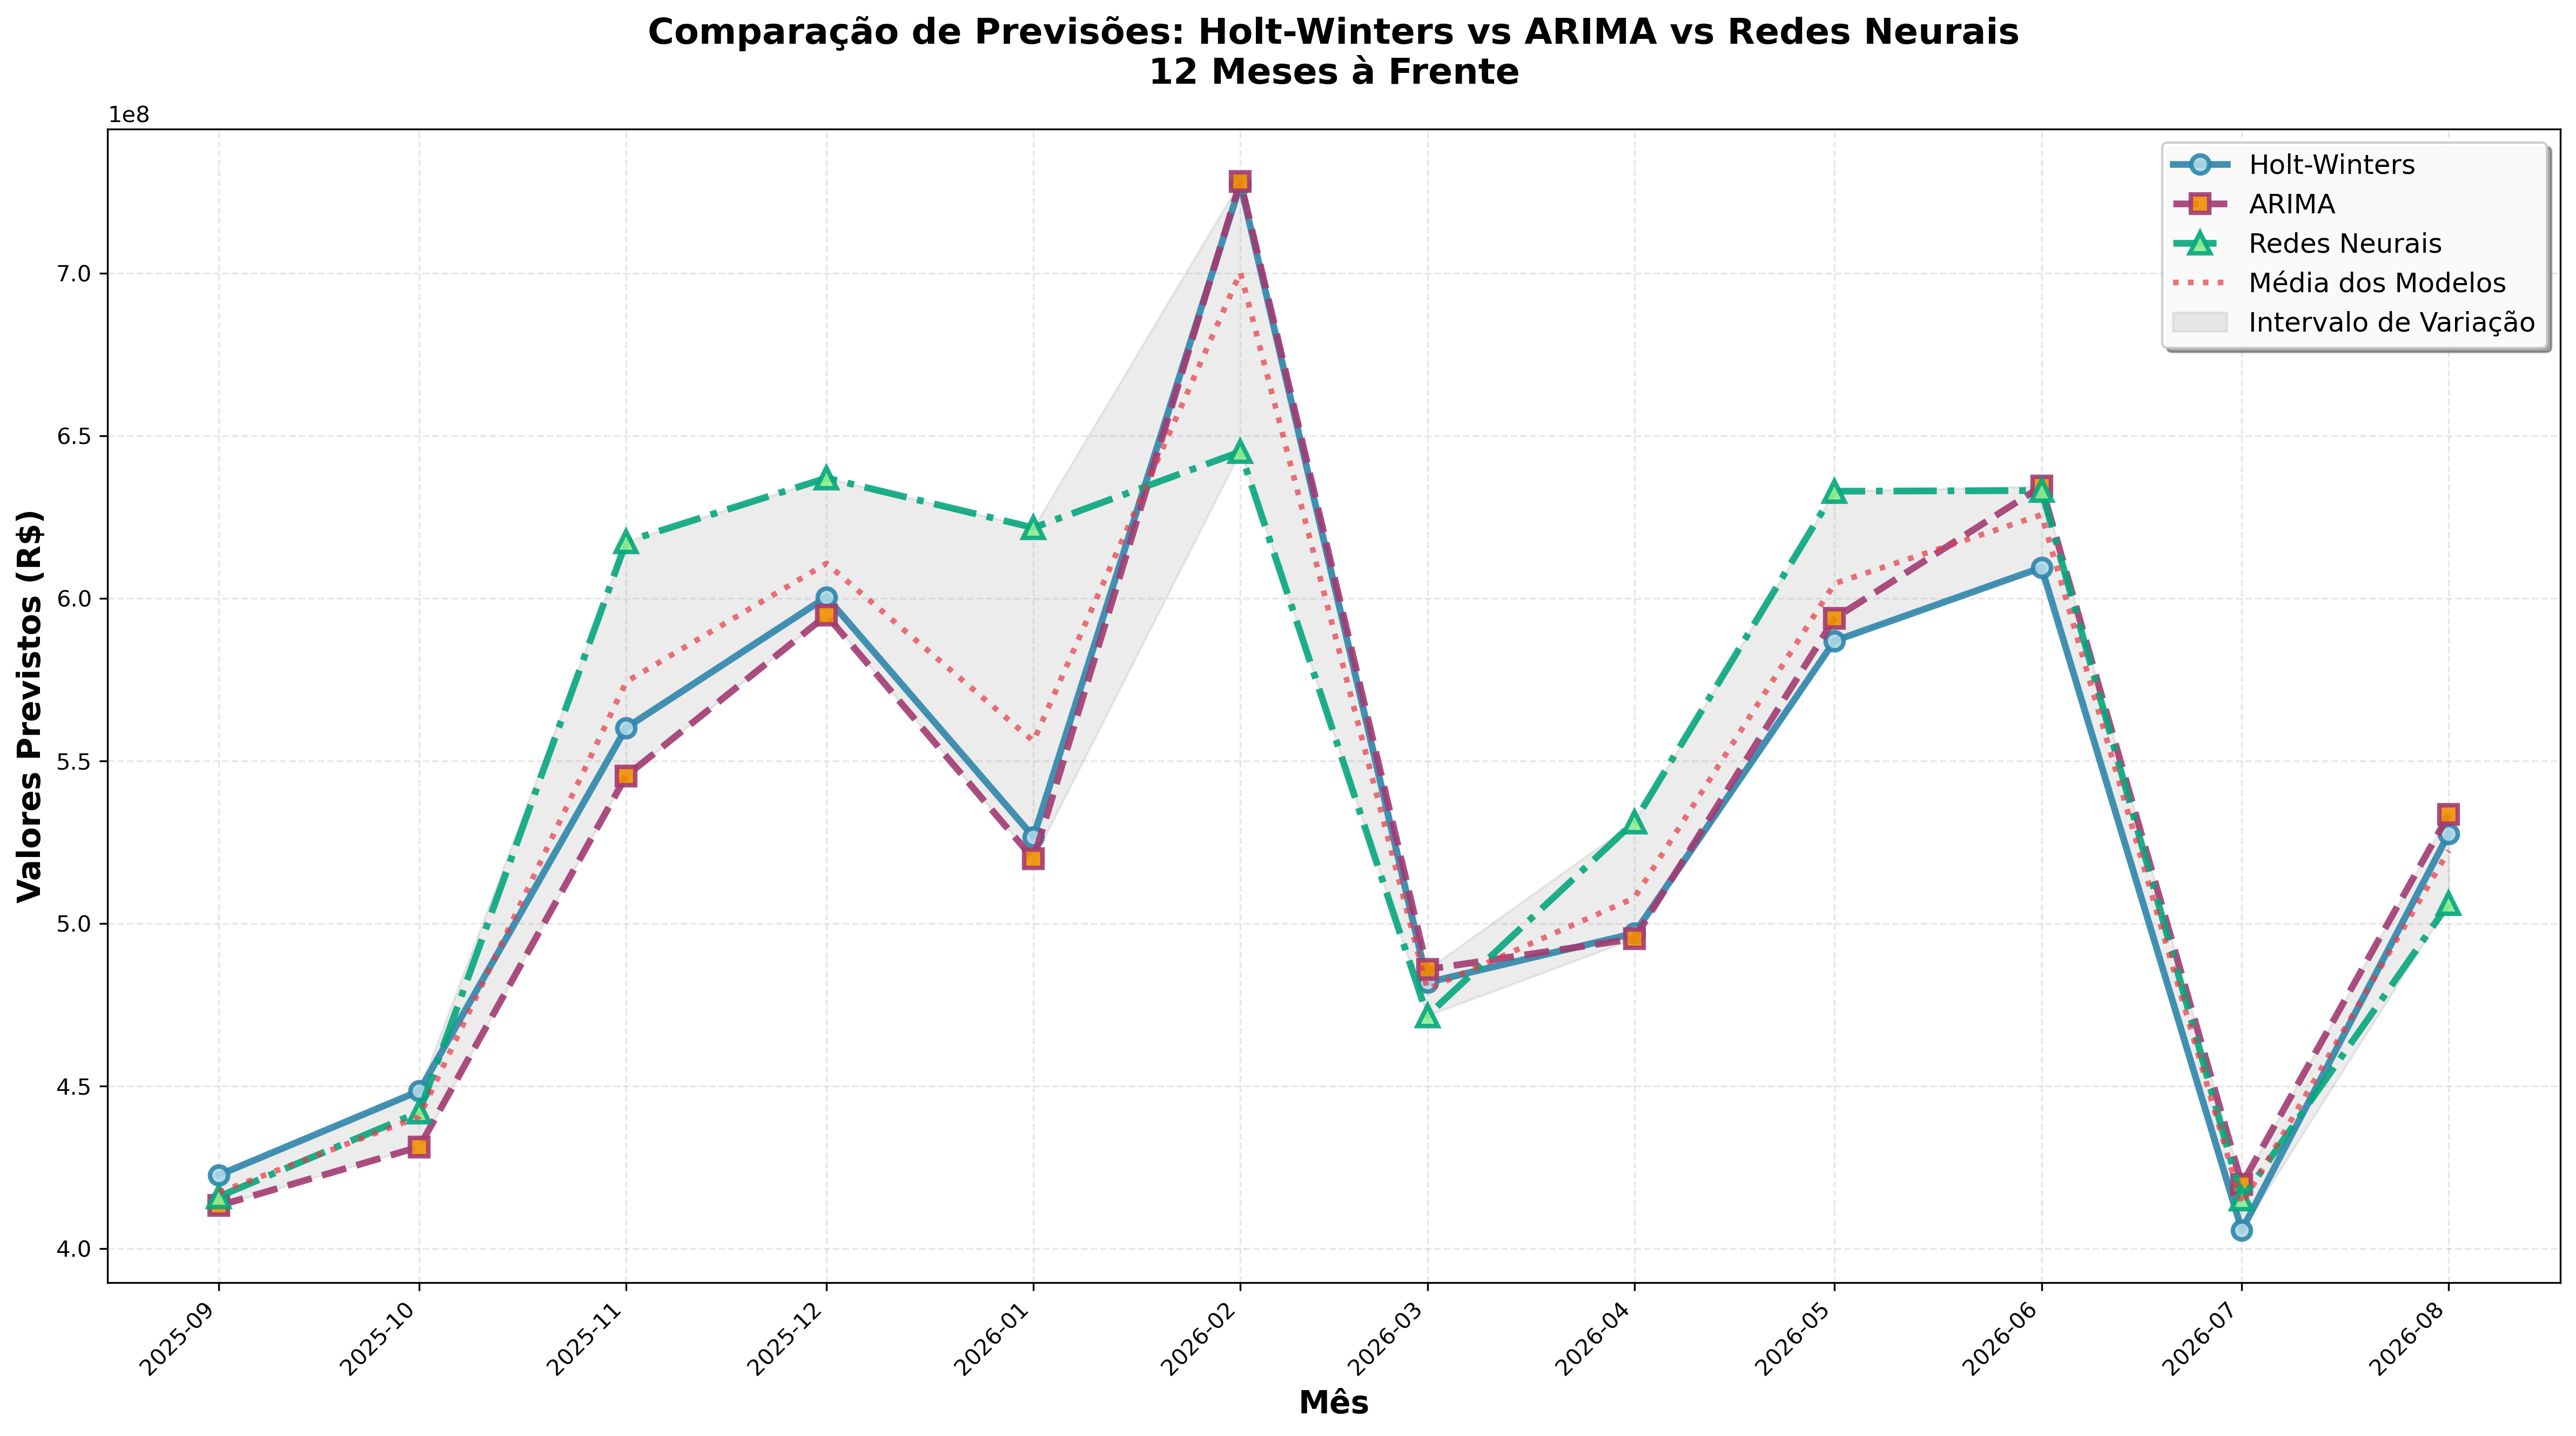 Comparação de Previsões: Holt-Winters vs ARIMA vs Redes Neurais
12 Meses à Frente
1e8
Holt-Winters
ARIMA
Redes Neurais
Média dos Modelos
Intervalo de Variação
Valores Previstos (R$)
7.0
6.5
6.0
5.5
5.0
4.5
4.0
2025-09
2025-10
2025-11
2025-12
2026-01
2026-02
2026-03
2026-04
2026-05
2026-06
2026-07
2026-08
Mês